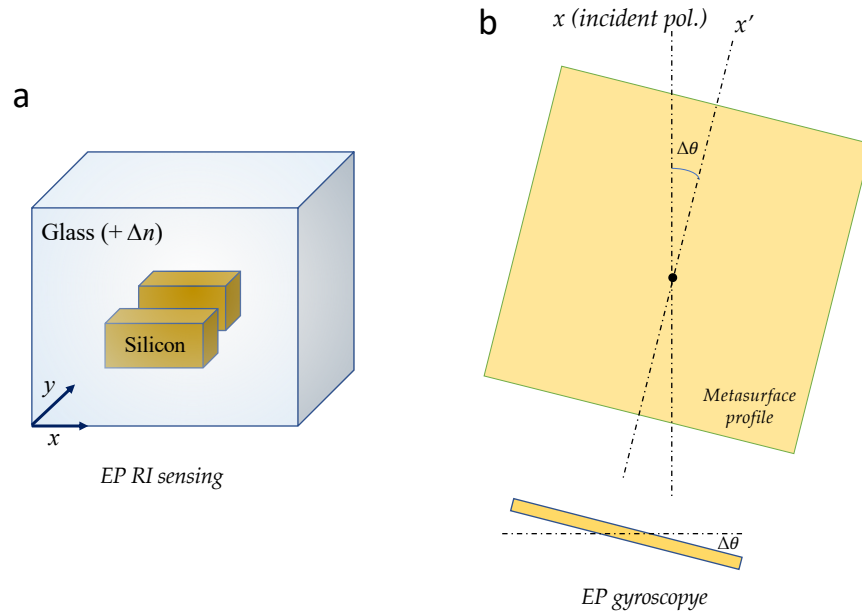 a
Glass (+ Δn)
Silicon
y
x
EP RI sensing
b
x (incident pol.)
x'
Δθ
Metasurface
profile
Δθ
EP gyroscopye